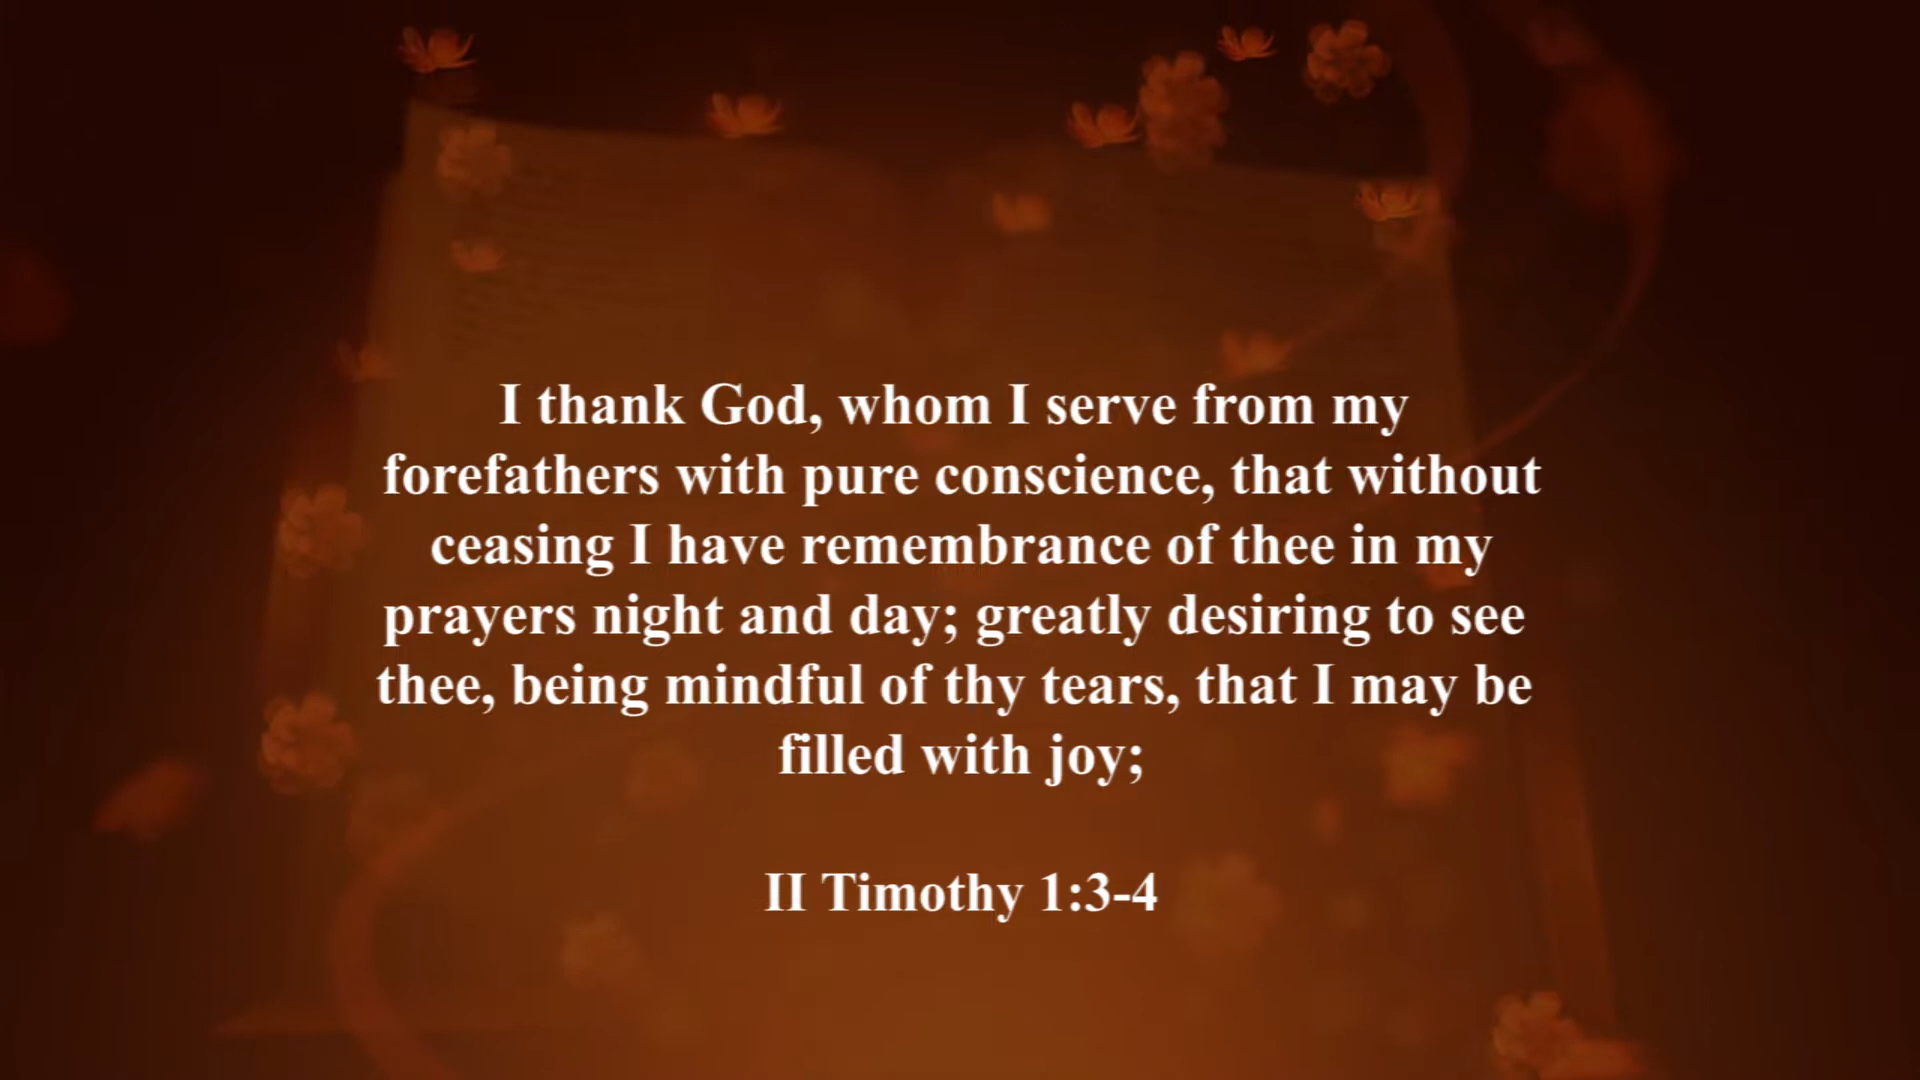 I thank God, whom I serve from my
forefathers with pure conscience, that without
ceasing I have remembrance of thee in my
prayers night and day; greatly desiring to see
thee, being mindful of thy tears, that I may be
filled with joy;
II Timothy 1:3-4